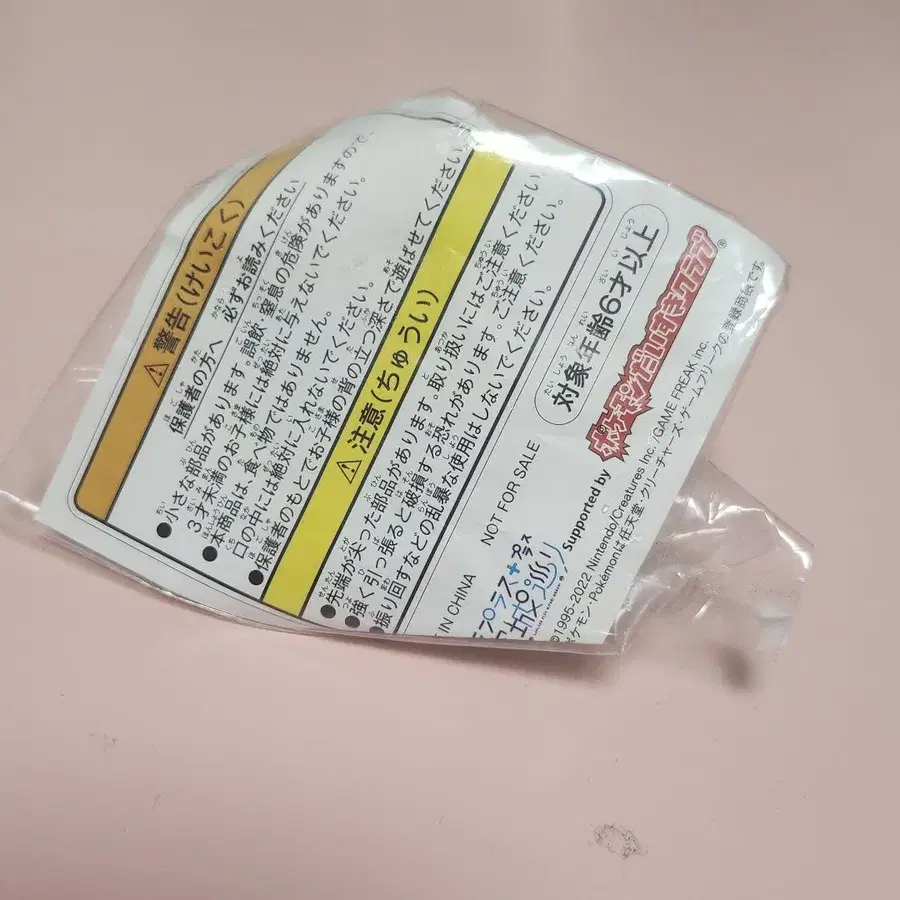 ⚠警告(けいこく)
保護者の方へ 必ずお読みください
●小さな部品があります。誤飲、窒息の危険がありますので、
3才未満のお子様には絶対に与えないでください。
●本商品は、食べ物ではありません。
口の中には絶対に入れないでください。
●保護者のもとでお子様の背の立つ深さで遊ばせてください。
⚠注意(ちゅうい)
●先端が尖った部品があります。取り扱いにはご注意ください。
●強く引っ張ると破損する恐れがあります。ご注意ください。
●振り回すなどの乱暴な使用はしないでください。
対象年齢6才以上
IN CHINA NOT FOR SALE
プラス+プラス
城巡り
Supported by
®
©1995-2022 Nintendo/Creatures Inc./GAME FREAK inc.
ポケモン・Pokémonは任天堂・クリーチャーズ・ゲームフリークの登録商標です。